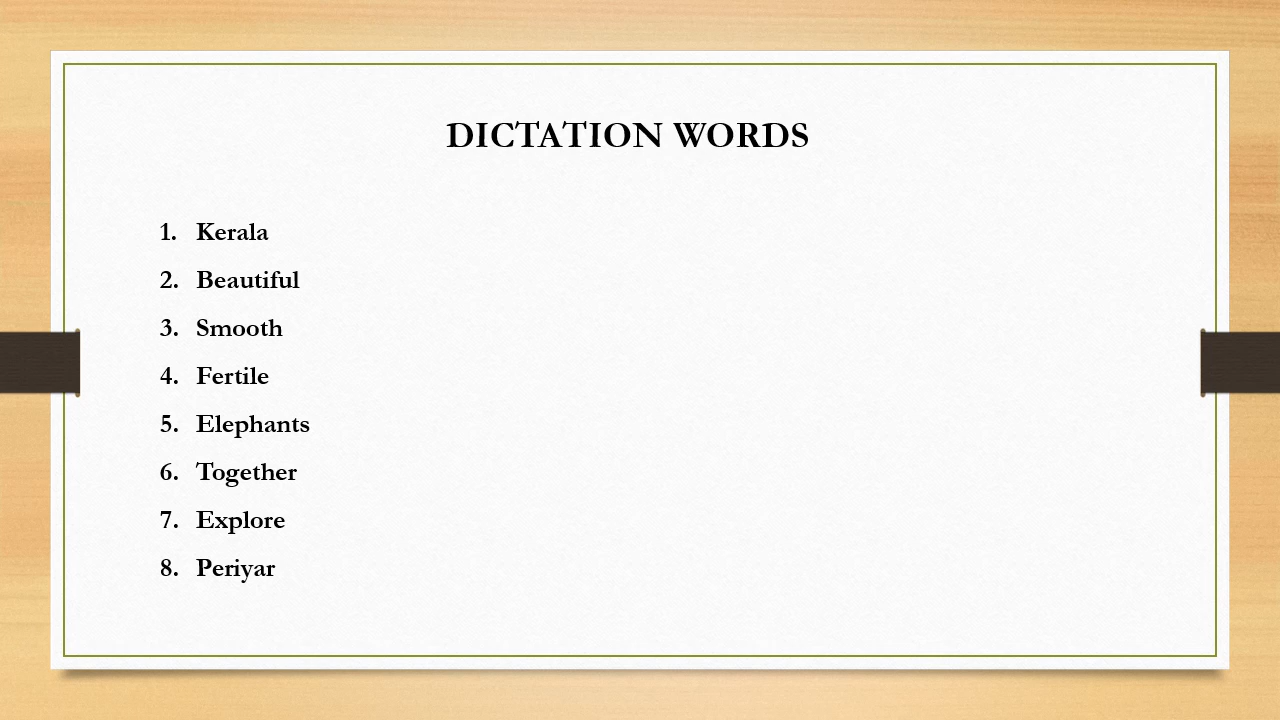 DICTATION WORDS
1. Kerala
2. Beautiful
3. Smooth
4. Fertile
5. Elephants
6. Together
7. Explore
8. Periyar